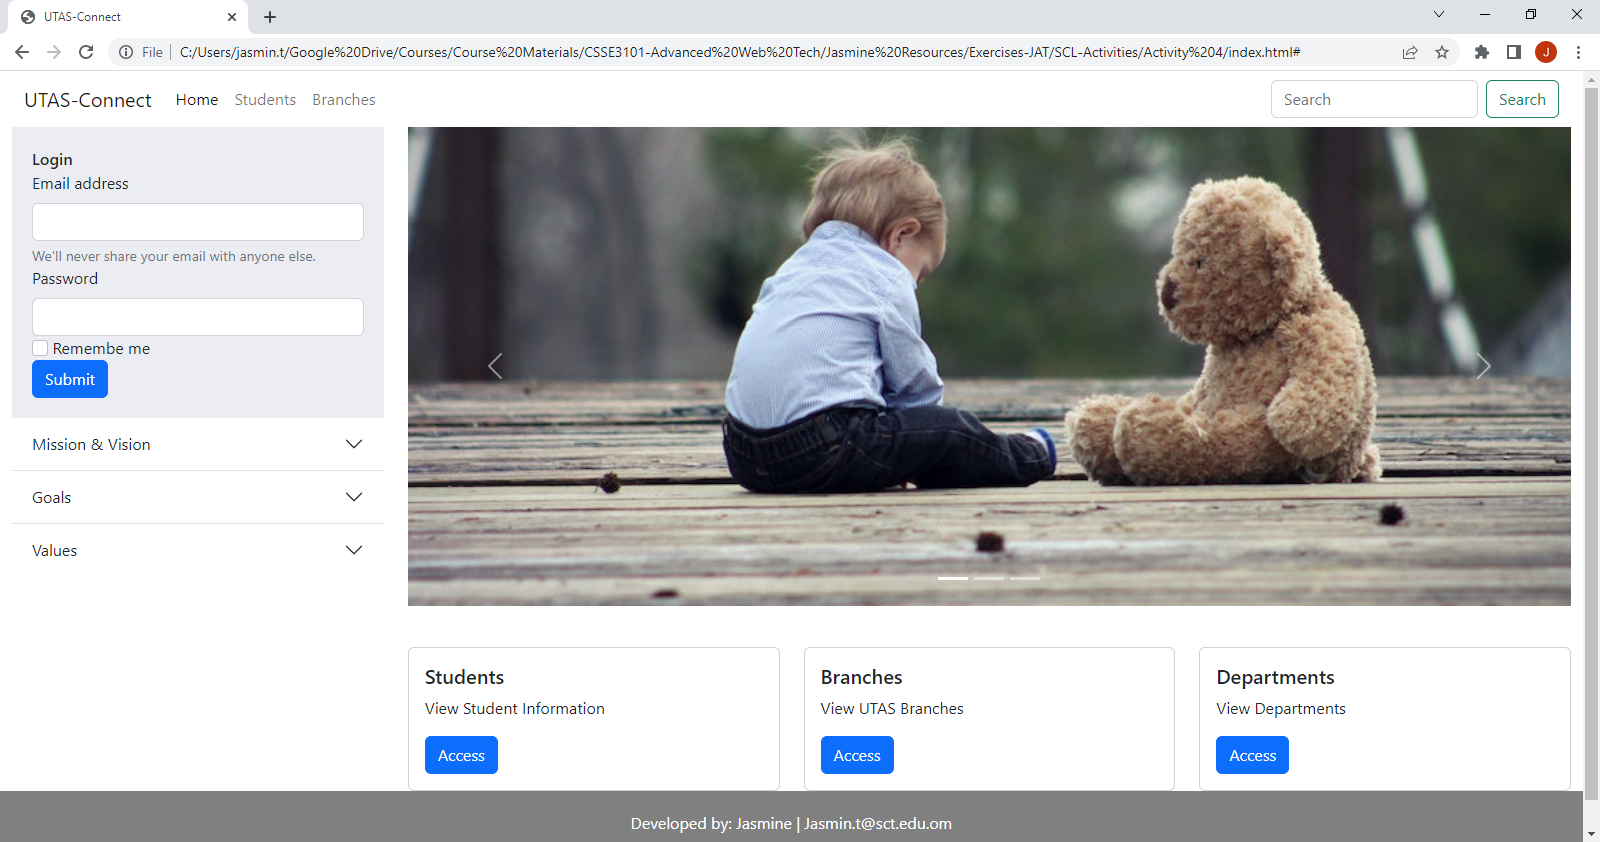 UTAS-Connect
File C:/Users/jasmin.t/Google%20Drive/Courses/Course%20Materials/CSSE3101-Advanced%20Web%20Tech/Jasmine%20Resources/Exercises-JAT/SCL-Activities/Activity%204/index.html#
J
UTAS-Connect Home Students Branches Search Search
Login
Email address
We'll never share your email with anyone else.
Password
Remembe me
Submit
Mission & Vision
Goals
Values
Students
View Student Information
Access
Branches
View UTAS Branches
Access
Departments
View Departments
Access
Developed by: Jasmine | Jasmin.t@sct.edu.om